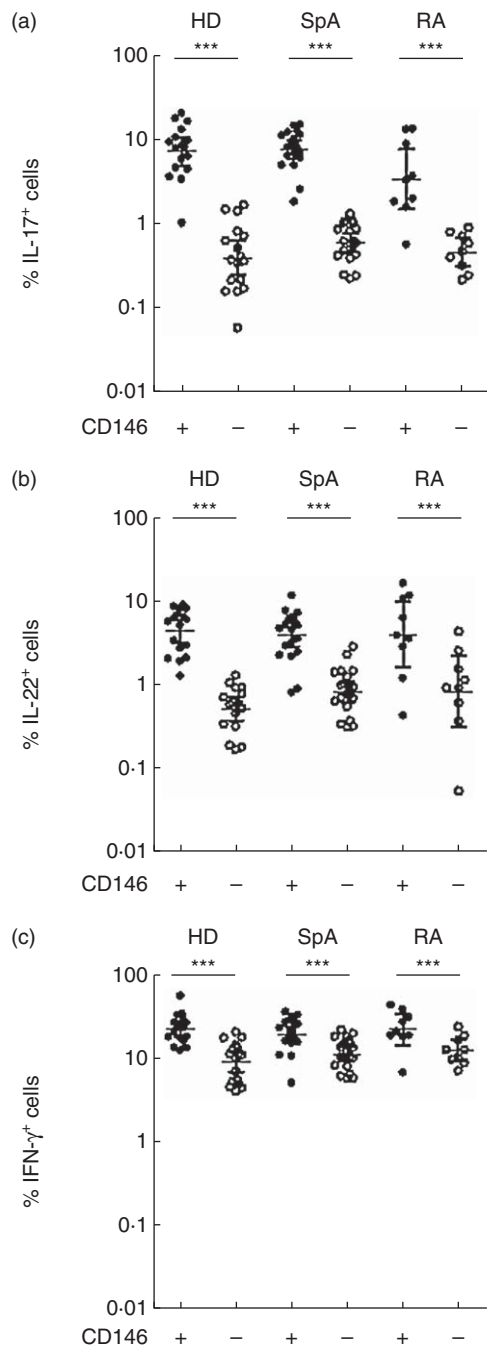 (a)
HD SpA RA
*** *** ***
100
10
1
0·1
0·01
% IL-17+ cells
CD146 + − + − + −
(b)
HD SpA RA
*** *** ***
100
10
1
0·1
0·01
% IL-22+ cells
CD146 + − + − + −
(c)
HD SpA RA
*** *** ***
100
10
1
0·1
0·01
% IFN-γ+ cells
CD146 + − + − + −